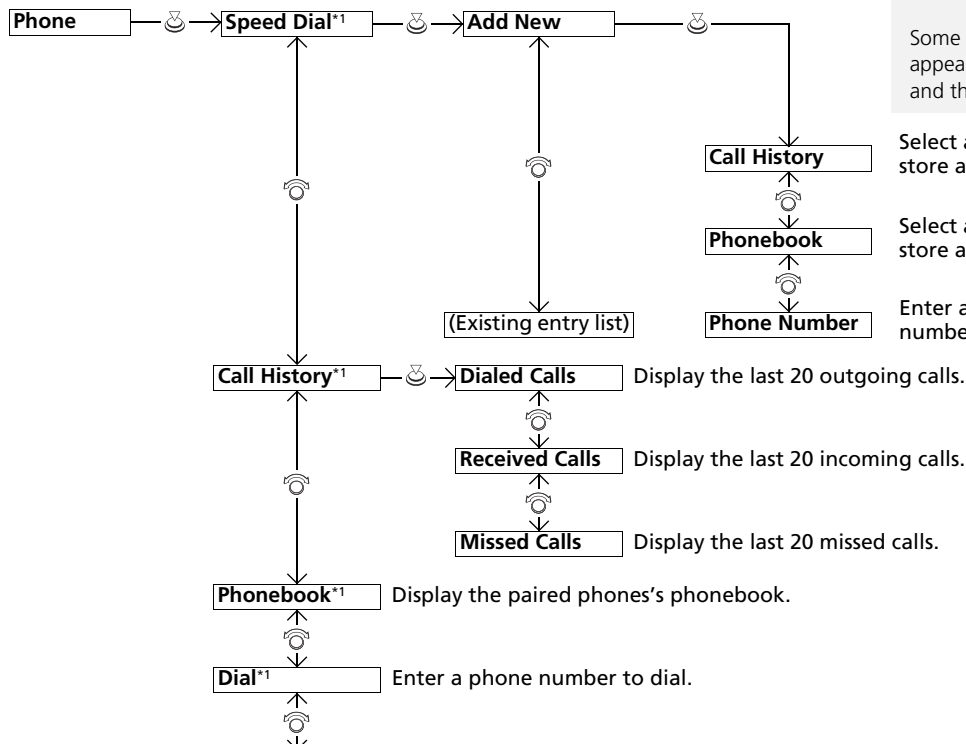 Phone
Speed Dial*1
Add New
Some
appea
and th
Call History
Select a
store a
Phonebook
Select a
store a
(Existing entry list)
Phone Number
Enter a
numbe
Call History*1
Dialed Calls
Display the last 20 outgoing calls.
Received Calls
Display the last 20 incoming calls.
Missed Calls
Display the last 20 missed calls.
Phonebook*1
Display the paired phones's phonebook.
Dial*1
Enter a phone number to dial.